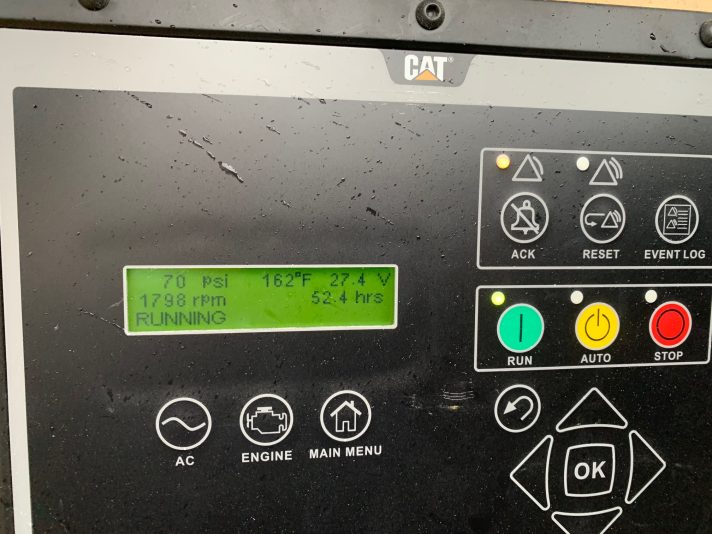 CAT®
70 psi 162°F 27.4 V
1798 rpm 52.4 hrs
RUNNING
ACK RESET EVENT LOG
RUN AUTO STOP
AC ENGINE MAIN MENU
OK